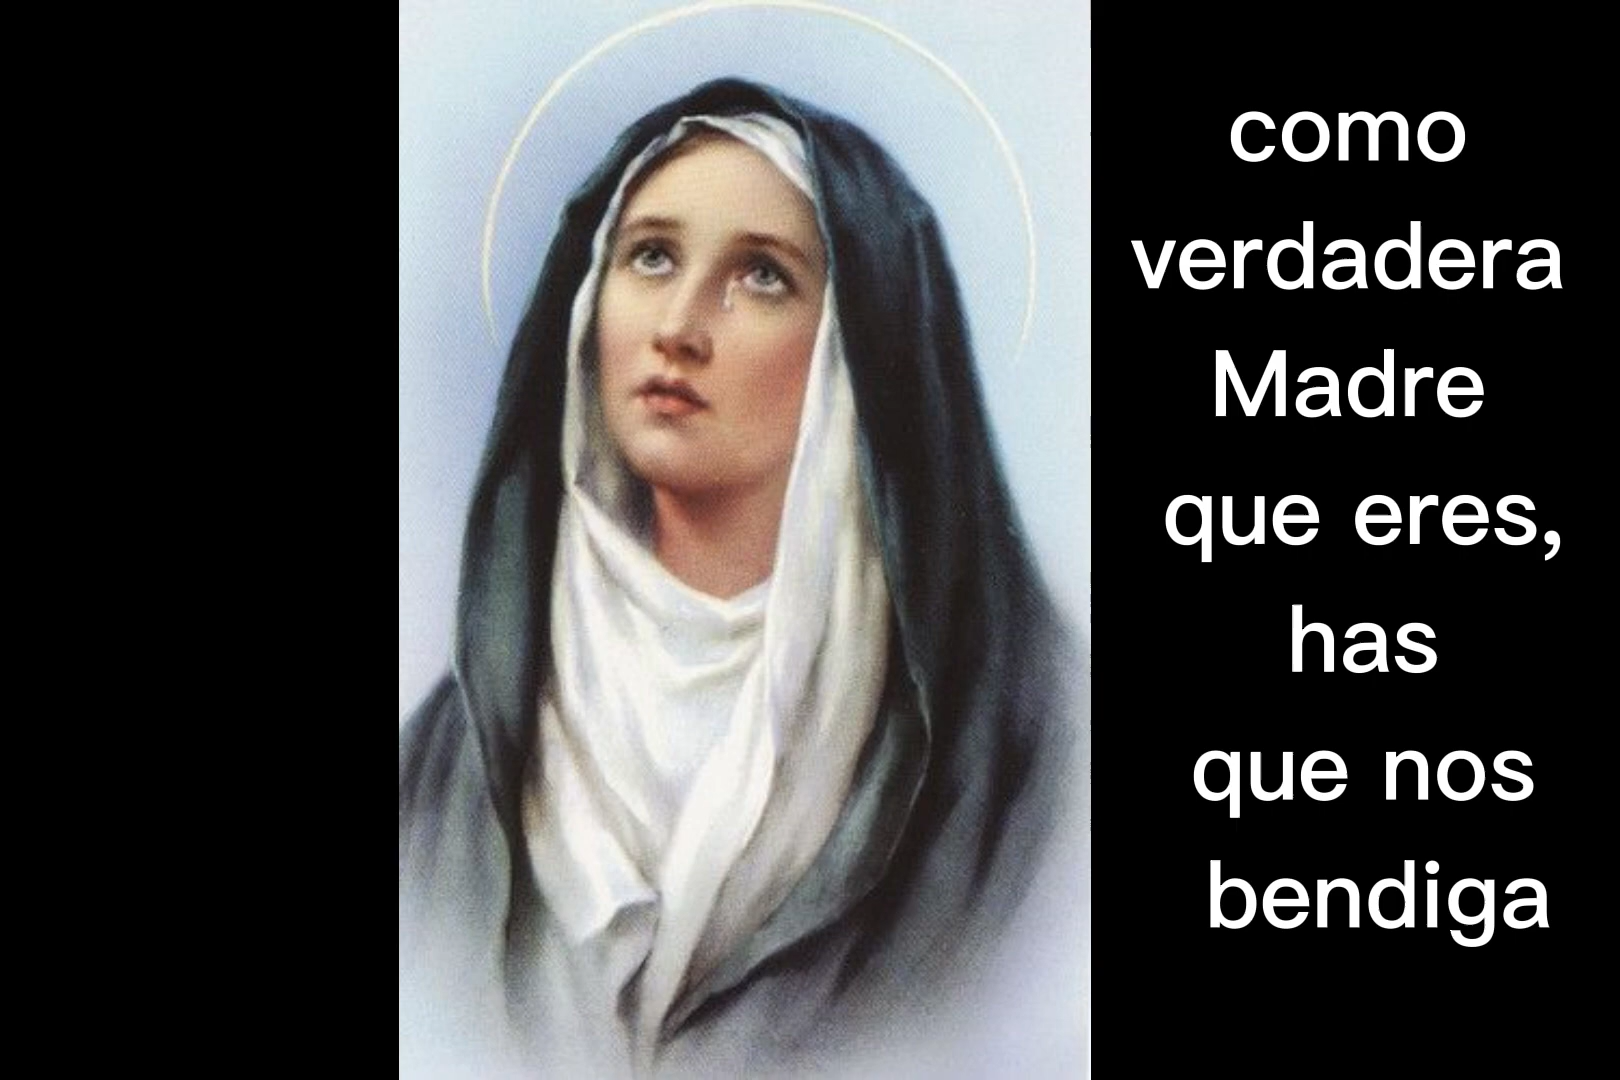 como
verdadera
Madre
que eres,
has
que nos
bendiga